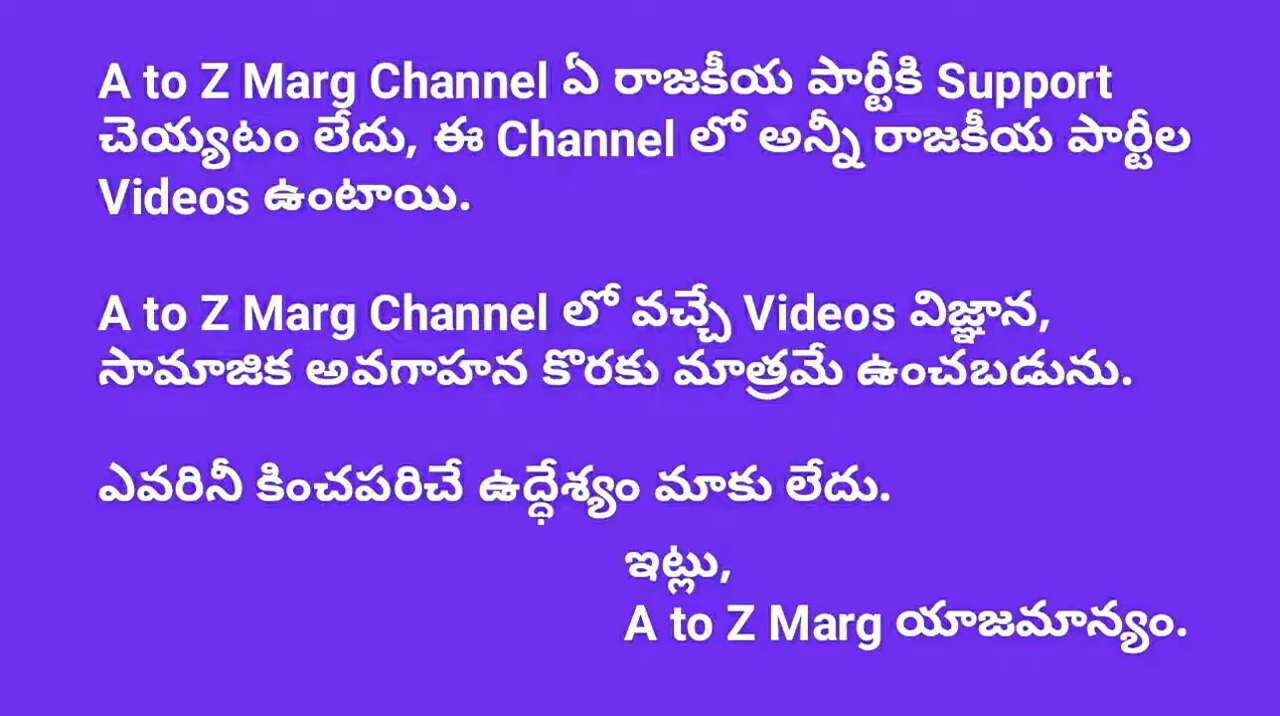 A to Z Marg Channel ఏ రాజకీయ పార్టీకి Support
చెయ్యటం లేదు, ఈ Channel లో అన్నీ రాజకీయ పార్టీల
Videos ఉంటాయి.
A to Z Marg Channel లో వచ్చే Videos విజ్ఞాన,
సామాజిక అవగాహన కొరకు మాత్రమే ఉంచబడును.
ఎవరినీ కించపరిచే ఉద్ధేశ్యం మాకు లేదు.
ఇట్లు,
A to Z Marg యాజమాన్యం.